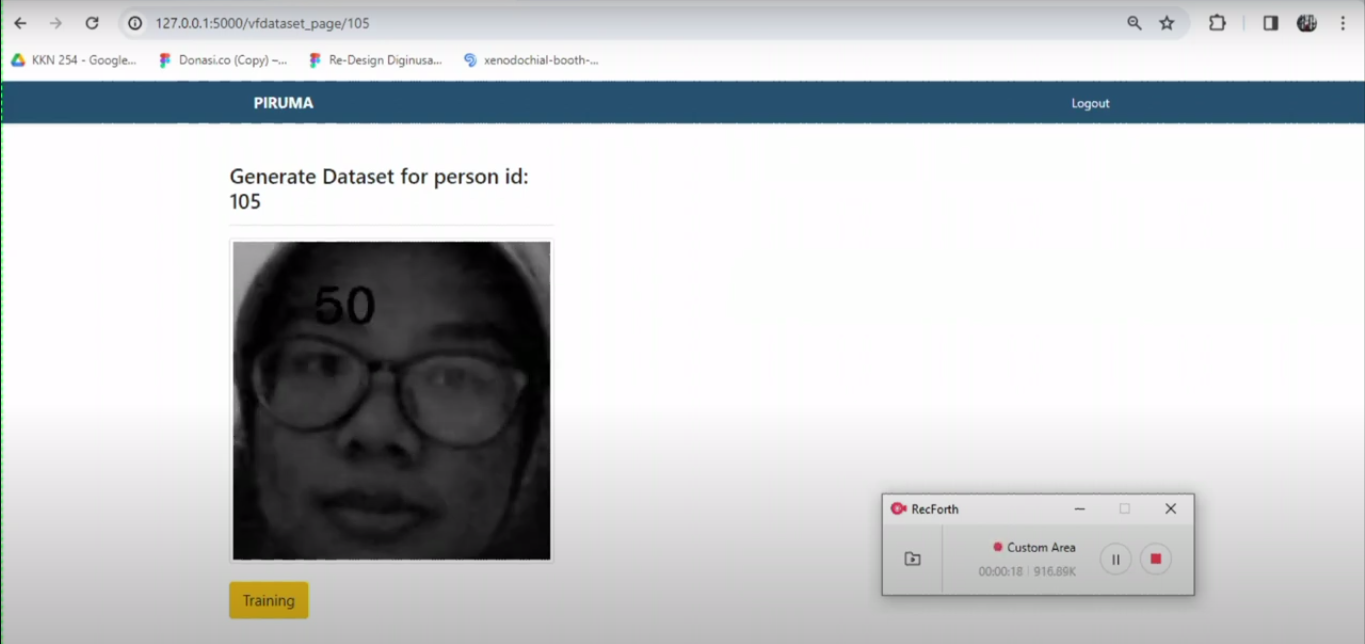 127.0.0.1:5000/vfdataset_page/105
KKN 254 - Google...
Donasi.co (Copy) –...
Re-Design Diginusa...
xenodochial-booth-...
PIRUMA
Logout
Generate Dataset for person id:
105
50
RecForth
Custom Area
00:00:18 | 916.89K
Training